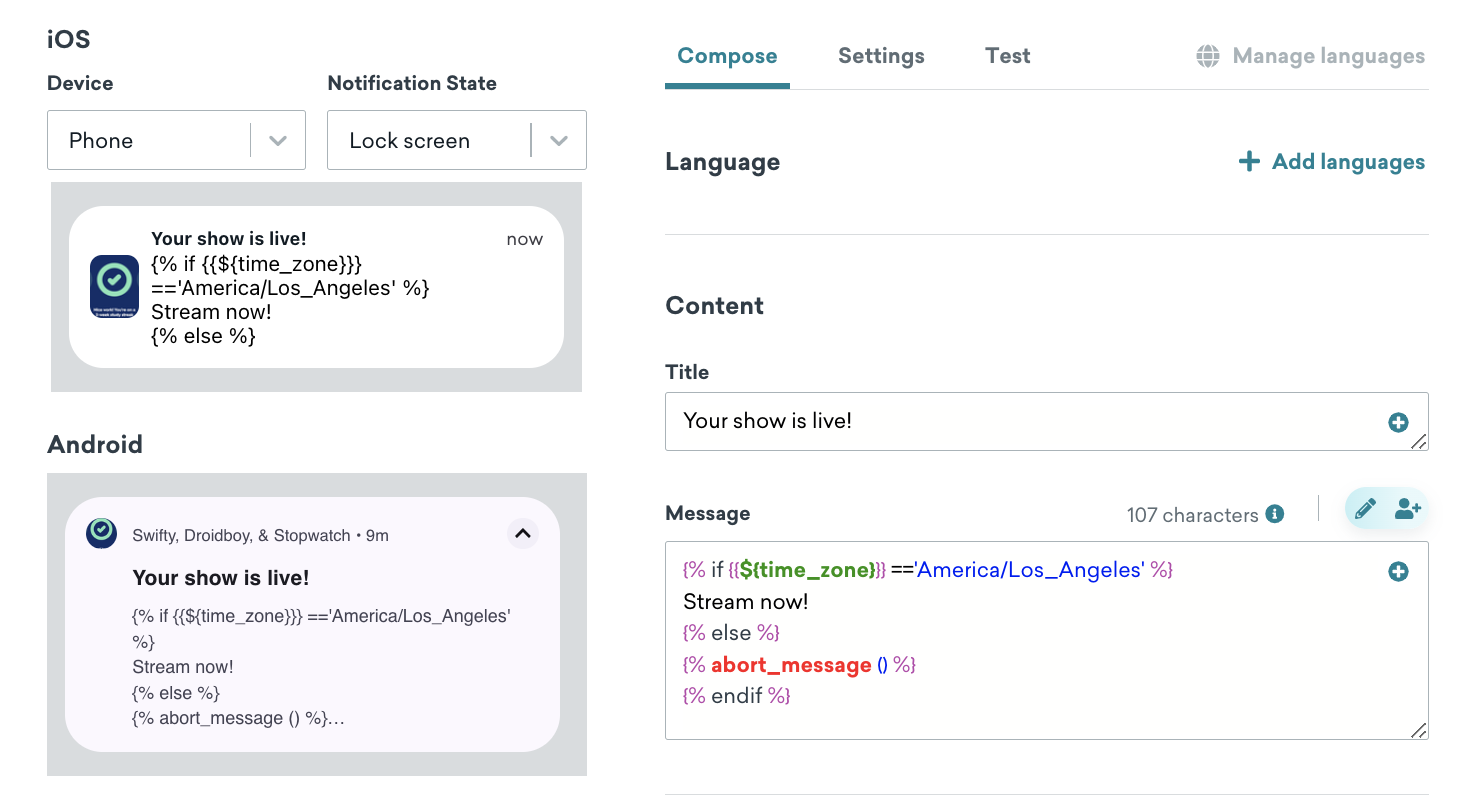 iOS
Device
Notification State
Phone
Lock screen
Your show is live!
now
{% if {{${time_zone}}}
=='America/Los_Angeles' %}
Stream now!
{% else %}
Android
Swifty, Droidboy, & Stopwatch • 9m
Your show is live!
{% if {{${time_zone}}} =='America/Los_Angeles'
%}
Stream now!
{% else %}
{% abort_message () %}…
Compose
Settings
Test
Manage languages
Language
Add languages
Content
Title
Your show is live!
Message
107 characters
{% if {{${time_zone}}} =='America/Los_Angeles' %}
Stream now!
{% else %}
{% abort_message () %}
{% endif %}